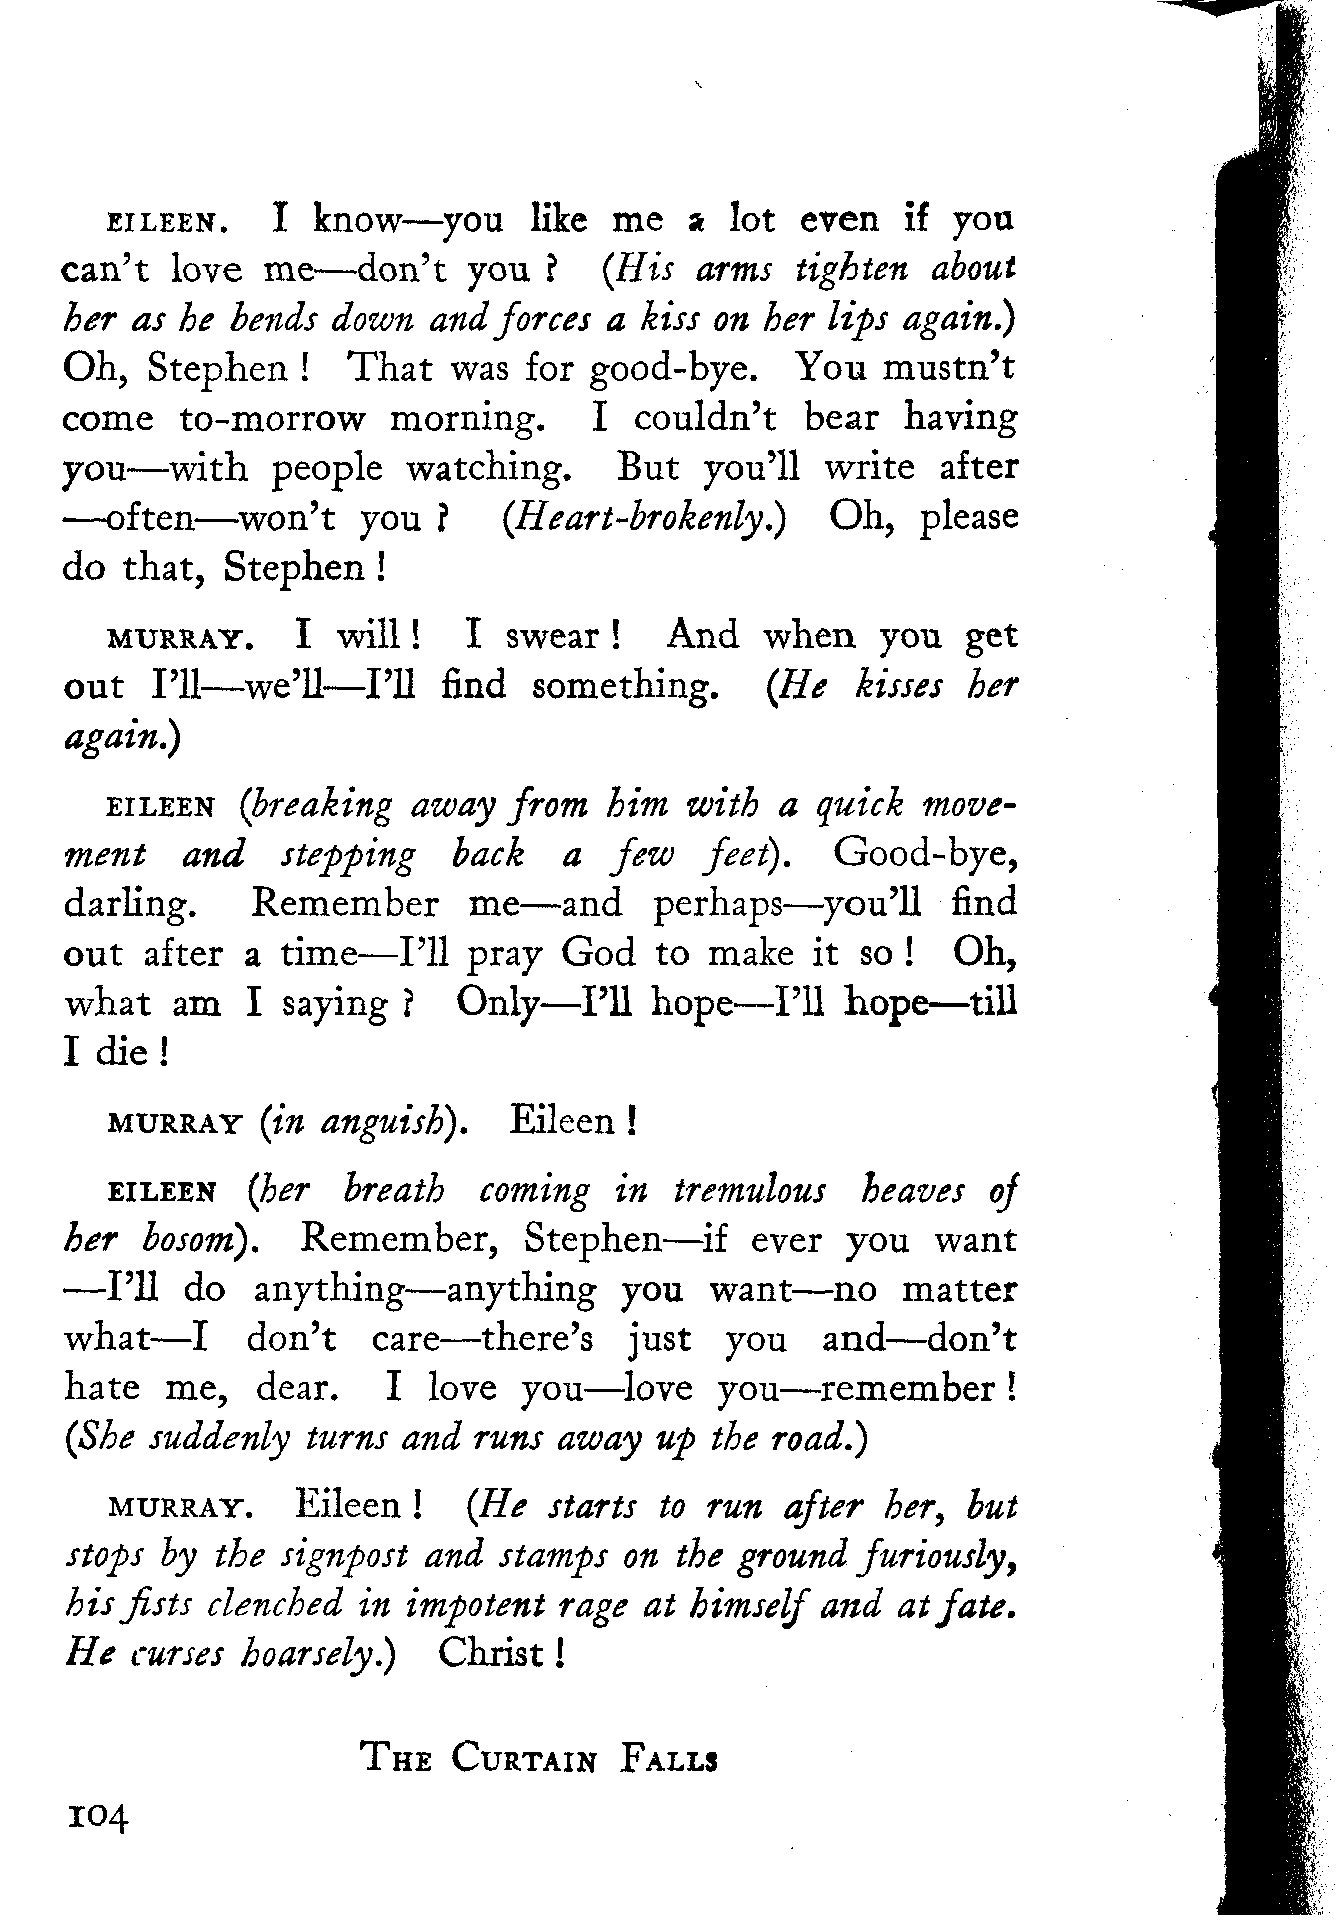 EILEEN. I know—you like me a lot even if you
can't love me—don't you ? (His arms tighten about
her as he bends down and forces a kiss on her lips again.)
Oh, Stephen ! That was for good-bye. You mustn't
come to-morrow morning. I couldn't bear having
you—with people watching. But you'll write after
—often—won't you ? (Heart-brokenly.) Oh, please
do that, Stephen !
MURRAY. I will ! I swear ! And when you get
out I'll—we'll—I'll find something. (He kisses her
again.)
EILEEN (breaking away from him with a quick move-
ment and stepping back a few feet). Good-bye,
darling. Remember me—and perhaps—you'll find
out after a time—I'll pray God to make it so ! Oh,
what am I saying ? Only—I'll hope—I'll hope—till
I die !
MURRAY (in anguish). Eileen !
EILEEN (her breath coming in tremulous heaves of
her bosom). Remember, Stephen—if ever you want
—I'll do anything—anything you want—no matter
what—I don't care—there's just you and—don't
hate me, dear. I love you—love you—remember !
(She suddenly turns and runs away up the road.)
MURRAY. Eileen ! (He starts to run after her, but
stops by the signpost and stamps on the ground furiously,
his fists clenched in impotent rage at himself and at fate.
He curses hoarsely.) Christ !
THE CURTAIN FALLS
104